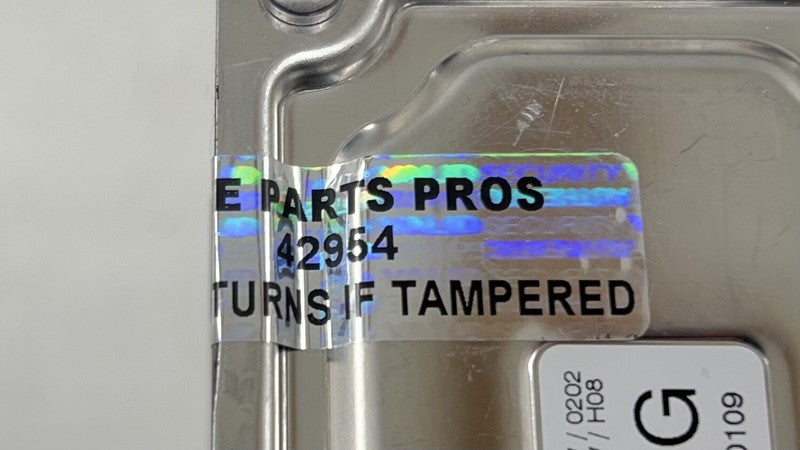 E PARTS PROS
42954
TURNS IF TAMPERED
/ 0202
/ H08
G
0109